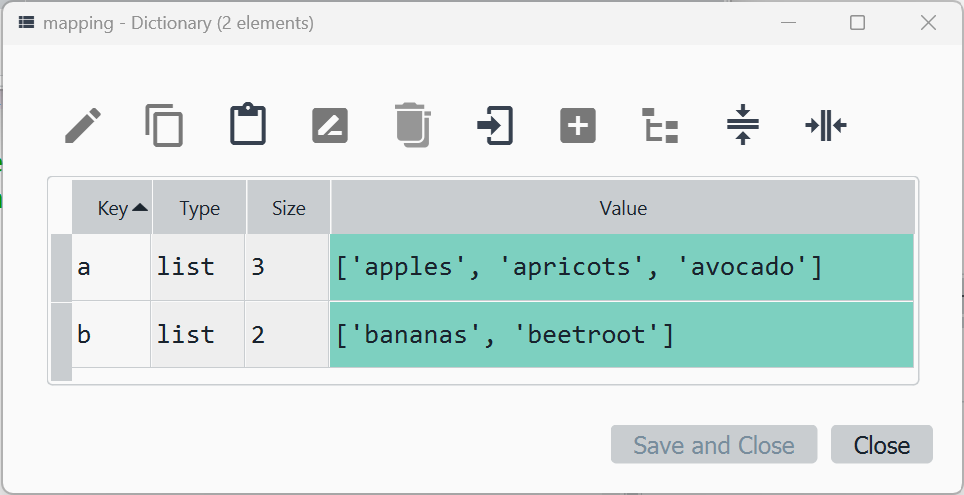 mapping - Dictionary (2 elements)
Key Type Size Value
a list 3 ['apples', 'apricots', 'avocado']
b list 2 ['bananas', 'beetroot']
Save and Close Close